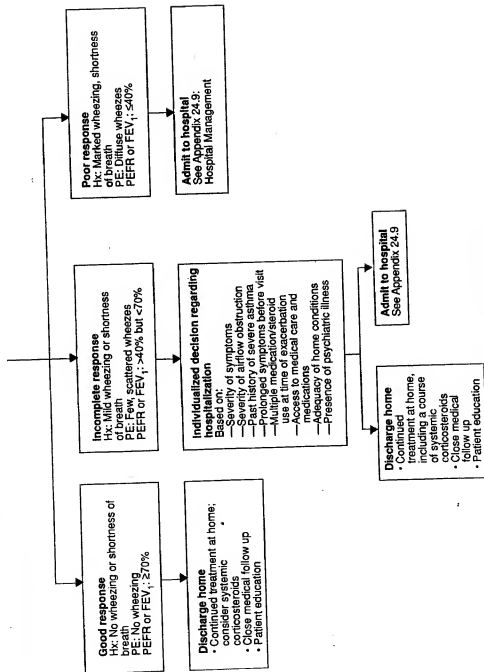 Good response
Hx: No wheezing or shortness of
breath
PE: No wheezing
PEFR or FEV₁: ≥70%
Discharge home
• Continued treatment at home;
consider systemic
corticosteroids
• Close medical follow up
• Patient education
Incomplete response
Hx: Mild wheezing or shortness
of breath
PE: Few scattered wheezes
PEFR or FEV₁: >40% but <70%
Individualized decision regarding
hospitalization
Based on:
—Severity of symptoms
—Severity of airflow obstruction
—Past history of severe asthma
—Prolonged symptoms before visit
—Multiple medication/steroid
use at time of exacerbation
—Access to medical care and
medications
—Adequacy of home conditions
—Presence of psychiatric illness
Discharge home
• Continued
treatment at home,
including a course
of systemic
corticosteroids
• Close medical
follow up
• Patient education
Admit to hospital
See Appendix 24.9
Poor response
Hx: Marked wheezing, shortness
of breath
PE: Diffuse wheezes
PEFR or FEV₁: ≤40%
Admit to hospital
See Appendix 24.9:
Hospital Management